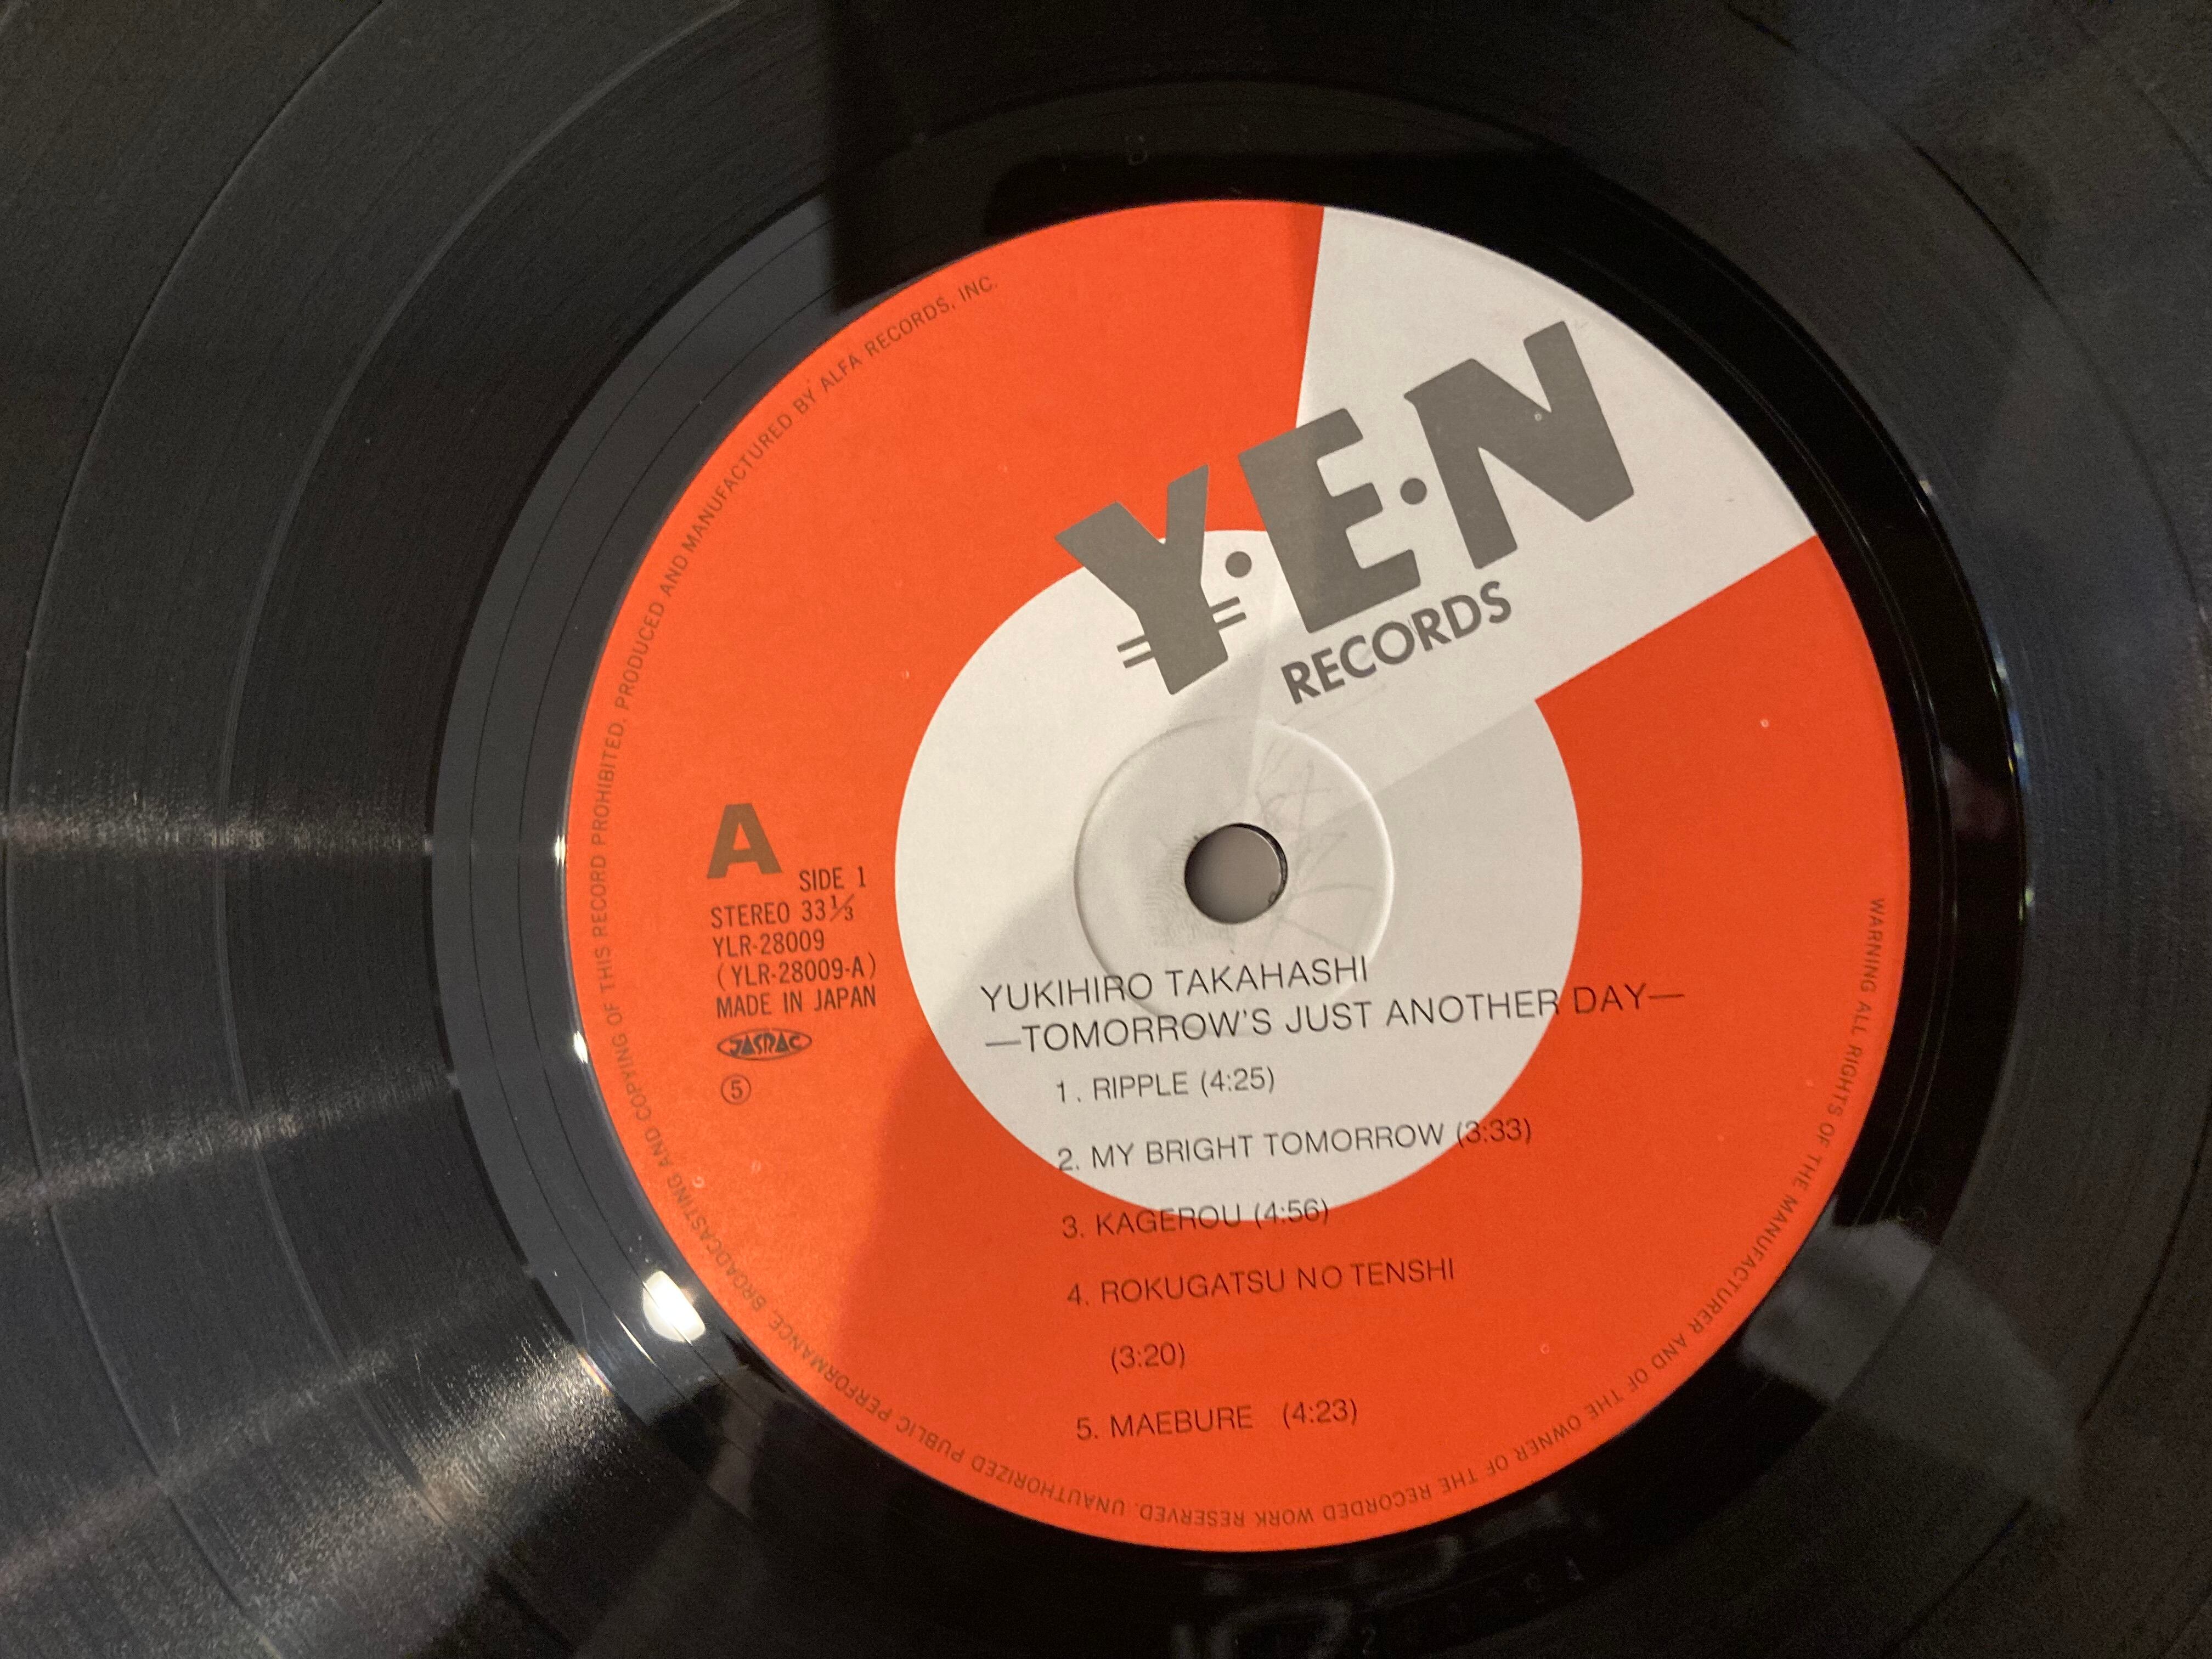 Y·E·N
RECORDS
A
SIDE 1
STEREO 33⅓
YLR-28009
(YLR-28009-A)
MADE IN JAPAN
JASRAC
⑤
YUKIHIRO TAKAHASHI
—TOMORROW'S JUST ANOTHER DAY—
1. RIPPLE (4:25)
2. MY BRIGHT TOMORROW (3:33)
3. KAGEROU (4:56)
4. ROKUGATSU NO TENSHI
(3:20)
5. MAEBURE (4:23)
WARNING ALL RIGHTS OF THE MANUFACTURER AND OF THE OWNER OF THE RECORDED WORK RESERVED. UNAUTHORIZED PUBLIC PERFORMANCE, BROADCASTING AND COPYING OF THIS RECORD PROHIBITED. PRODUCED AND MANUFACTURED BY ALFA RECORDS, INC.